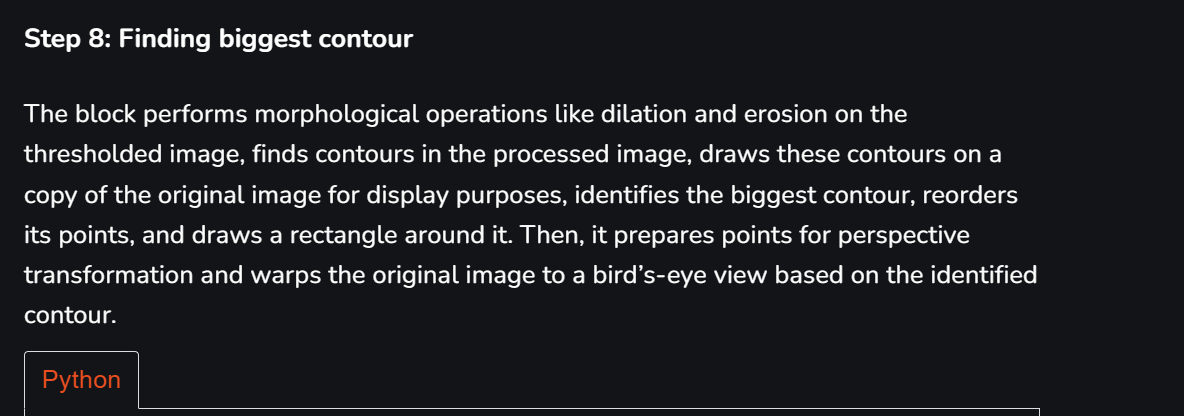 Step 8: Finding biggest contour
The block performs morphological operations like dilation and erosion on the
thresholded image, finds contours in the processed image, draws these contours on a
copy of the original image for display purposes, identifies the biggest contour, reorders
its points, and draws a rectangle around it. Then, it prepares points for perspective
transformation and warps the original image to a bird’s-eye view based on the identified
contour.
Python